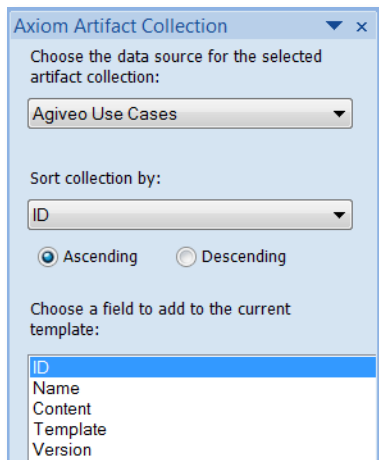 Axiom Artifact Collection
Choose the data source for the selected
artifact collection:
Agiveo Use Cases
Sort collection by:
ID
Ascending Descending
Choose a field to add to the current
template:
ID
Name
Content
Template
Version